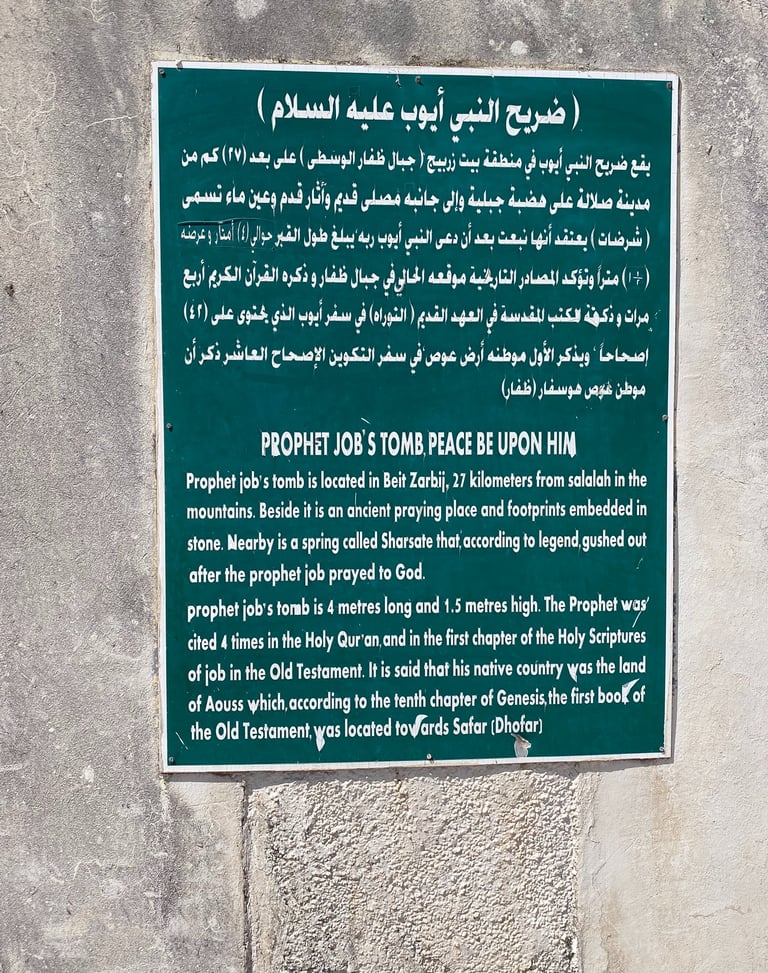 ( ضريح النبي أيوب عليه السلام )
يقع ضريح النبي أيوب في منطقة بيت زربيج ( جبال ظفار الوسطى ) على بعد (٢٧) كم من
مدينة صلالة على هضبة جبلية وإلى جانبه مصلى قديم وأثار قدم وعين ماء تسمى
( شرضات ) يعتقد أنها نبعت بعد أن دعى النبي أيوب ربه يبلغ طول القبر حوالي (٤) أمتار وعرضه
متراً وتؤكد المصادر التاريخية موقعه الحالي في جبال ظفار و ذكره القرآن الكريم أربع
مرات و الكتب المقدسة في العهد القديم ( التوراه) في سفر أيوب الذي يحتوى على (٤٢)
إصحاحاً ويذكر الأول موطنه أرض عوص في سفر التكوين الإصحاح العاشر ذكر أن
موطن عوص هوسفار (ظفار)
PROPHET JOB'S TOMB, PEACE BE UPON HIM
Prophet job's tomb is located in Beit Zarbij, 27 kilometers from salalah in the
mountains. Beside it is an ancient praying place and footprints embedded in
stone. Nearby is a spring called Sharsate that, according to legend, gushed out
after the prophet job prayed to God.
prophet job's tomb is 4 metres long and 1.5 metres high. The Prophet was
cited 4 times in the Holy Qur'an, and in the first chapter of the Holy Scriptures
of job in the Old Testament. It is said that his native country was the land
of Aouss which, according to the tenth chapter of Genesis, the first book of
the Old Testament, was located towards Safar (Dhofar)